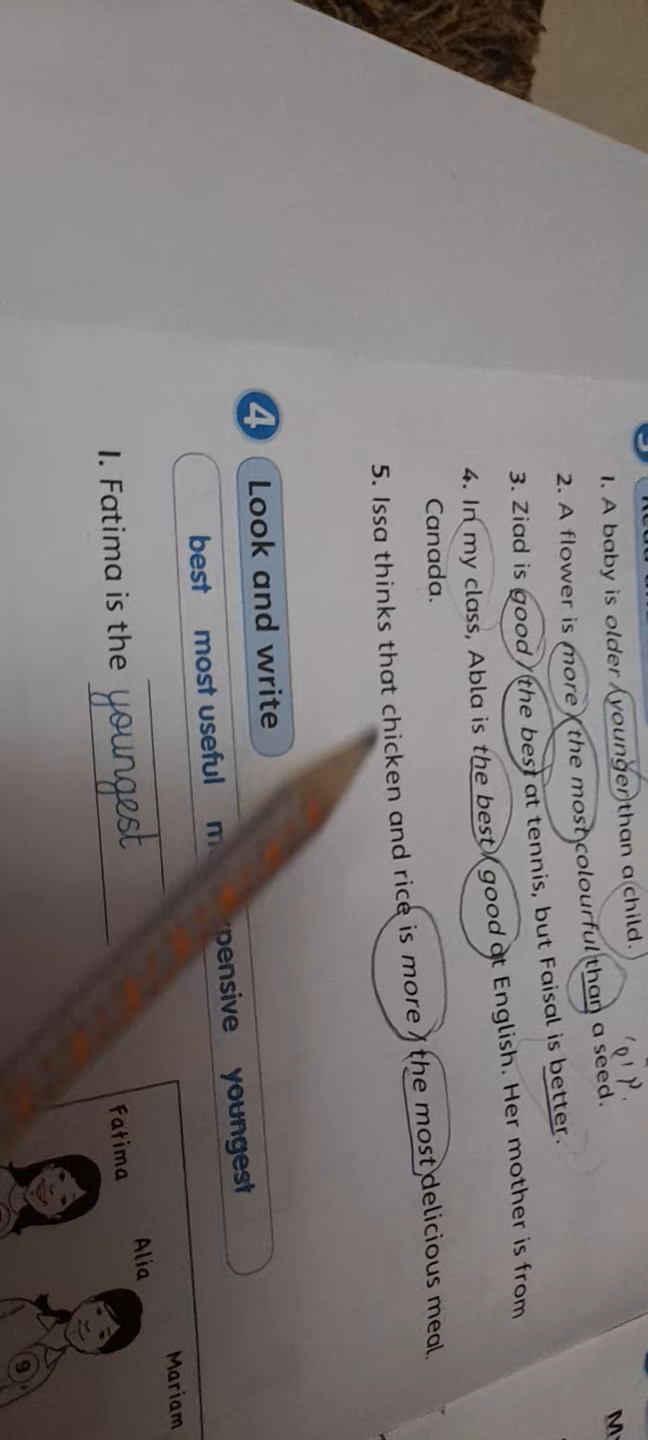 1. A baby is older / younger than a child.
2. A flower is more / the most colourful than a seed.
3. Ziad is good / the best at tennis, but Faisal is better.
4. In my class, Abla is the best / good at English. Her mother is from
Canada.
5. Issa thinks that chicken and rice is more / the most delicious meal.
4 Look and write
best most useful youngest
1. Fatima is the youngest
Fatima Alia Mariam
9